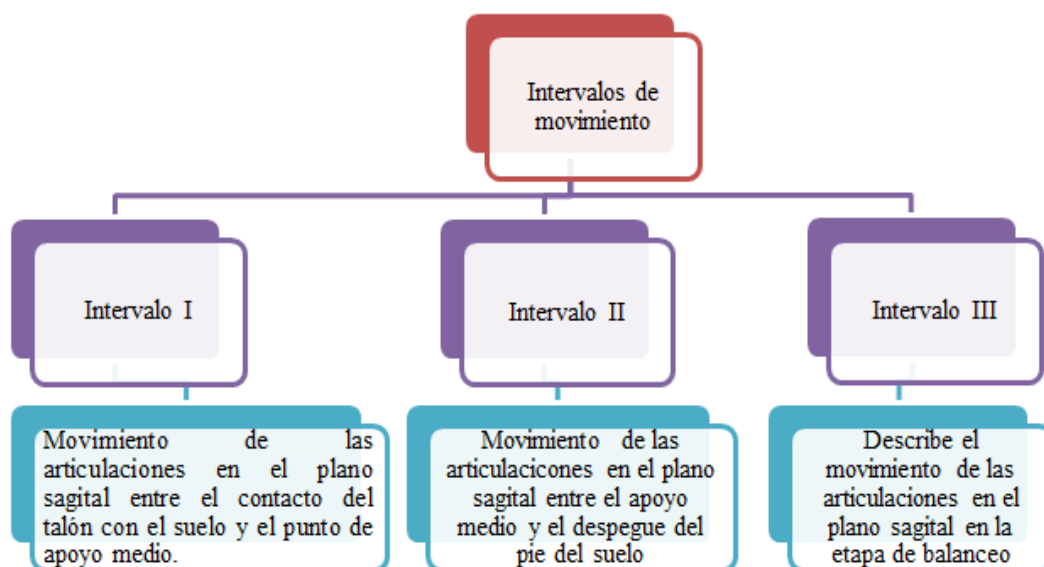 Intervalos de
movimiento
Intervalo I
Intervalo II
Intervalo III
Movimiento de las
articulaciones en el plano
sagital entre el contacto del
talón con el suelo y el punto de
apoyo medio.
Movimiento de las
articulacicones en el plano
sagital entre el apoyo
medio y el despegue del
pie del suelo
Describe el
movimiento de las
articulaciones en el
plano sagital en la
etapa de balanceo